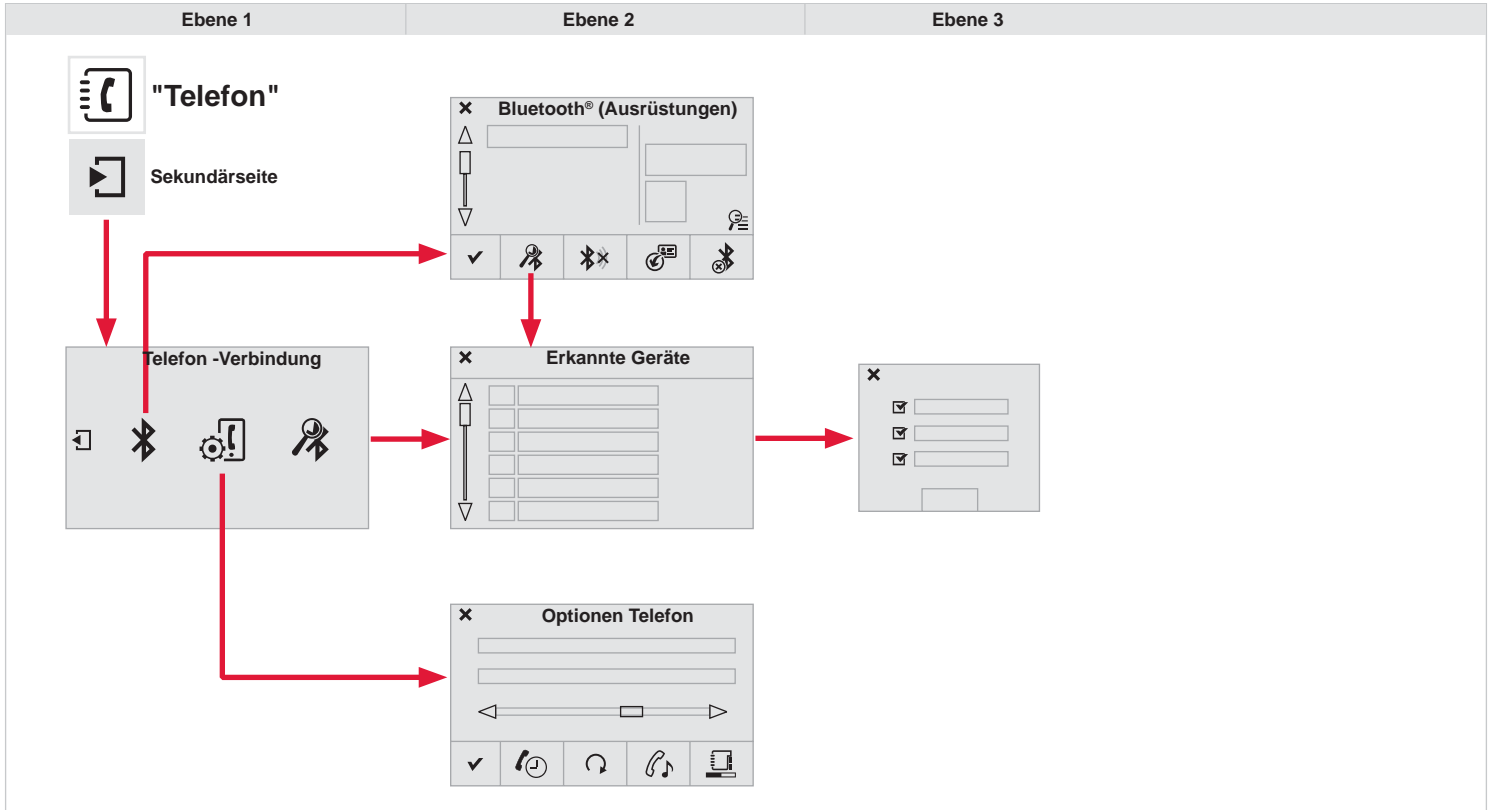 Ebene 1
Ebene 2
Ebene 3
"Telefon"
Sekundärseite
Bluetooth® (Ausrüstungen)
Telefon -Verbindung
Erkannte Geräte
Optionen Telefon